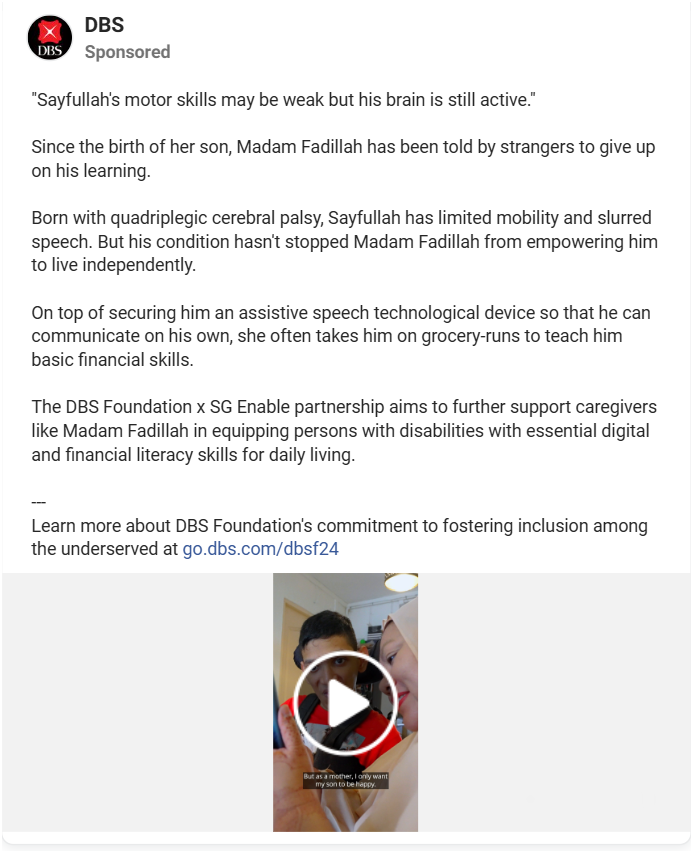 DBS
DBS
Sponsored
"Sayfullah's motor skills may be weak but his brain is still active."
Since the birth of her son, Madam Fadillah has been told by strangers to give up
on his learning.
Born with quadriplegic cerebral palsy, Sayfullah has limited mobility and slurred
speech. But his condition hasn't stopped Madam Fadillah from empowering him
to live independently.
On top of securing him an assistive speech technological device so that he can
communicate on his own, she often takes him on grocery-runs to teach him
basic financial skills.
The DBS Foundation x SG Enable partnership aims to further support caregivers
like Madam Fadillah in equipping persons with disabilities with essential digital
and financial literacy skills for daily living.
---
Learn more about DBS Foundation's commitment to fostering inclusion among
the underserved at go.dbs.com/dbsf24
But as a mother, I only want
my son to be happy.